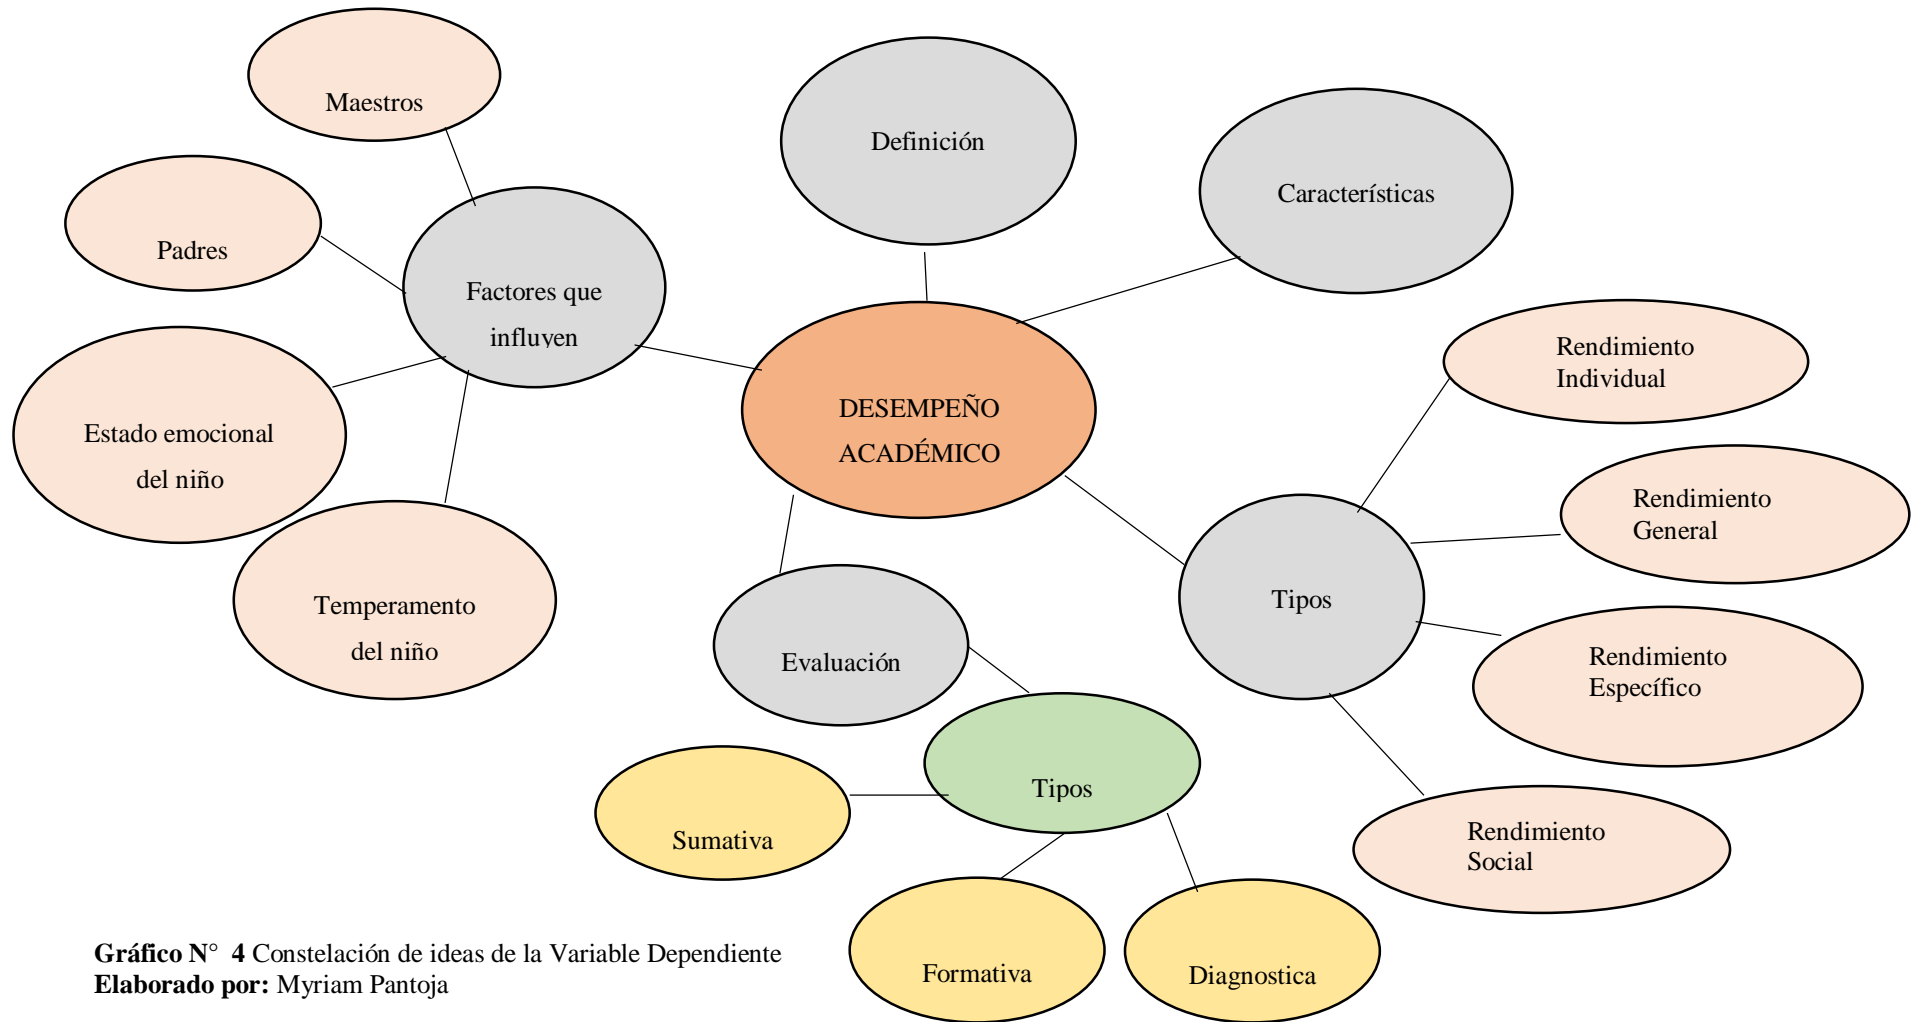 Maestros
Definición
Característícas
Padres
Factores que
influyen
Rendimiento
Individual
DESEMPEÑO
ACADÉMICO
Estado emocional
del niño
Rendimiento
General
Temperamento
del niño
Tipos
Evaluación
Rendimiento
Específico
Tipos
Sumativa
Rendimiento
Social
Formativa
Diagnostica
Gráfico N° 4 Constelación de ideas de la Variable Dependiente
Elaborado por: Myriam Pantoja